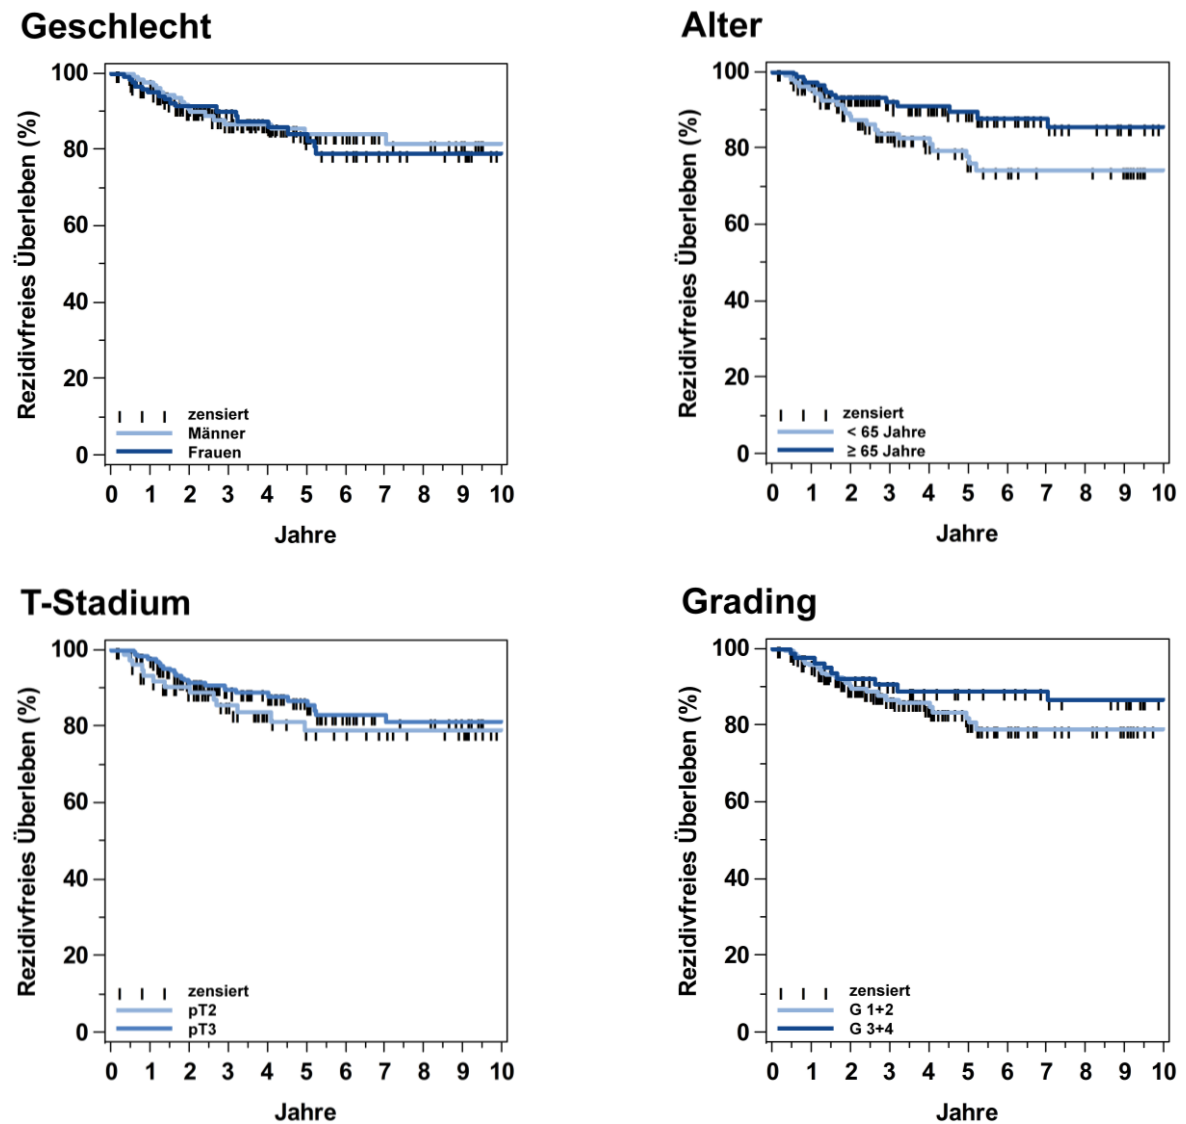 Geschlecht
Rezidivfreies Überleben (%)
100
80
60
40
20
0
zensiert
Männer
Frauen
0 1 2 3 4 5 6 7 8 9 10
Jahre
Alter
Rezidivfreies Überleben (%)
100
80
60
40
20
0
zensiert
< 65 Jahre
≥ 65 Jahre
0 1 2 3 4 5 6 7 8 9 10
Jahre
T-Stadium
Rezidivfreies Überleben (%)
100
80
60
40
20
0
zensiert
pT2
pT3
0 1 2 3 4 5 6 7 8 9 10
Jahre
Grading
Rezidivfreies Überleben (%)
100
80
60
40
20
0
zensiert
G 1+2
G 3+4
0 1 2 3 4 5 6 7 8 9 10
Jahre